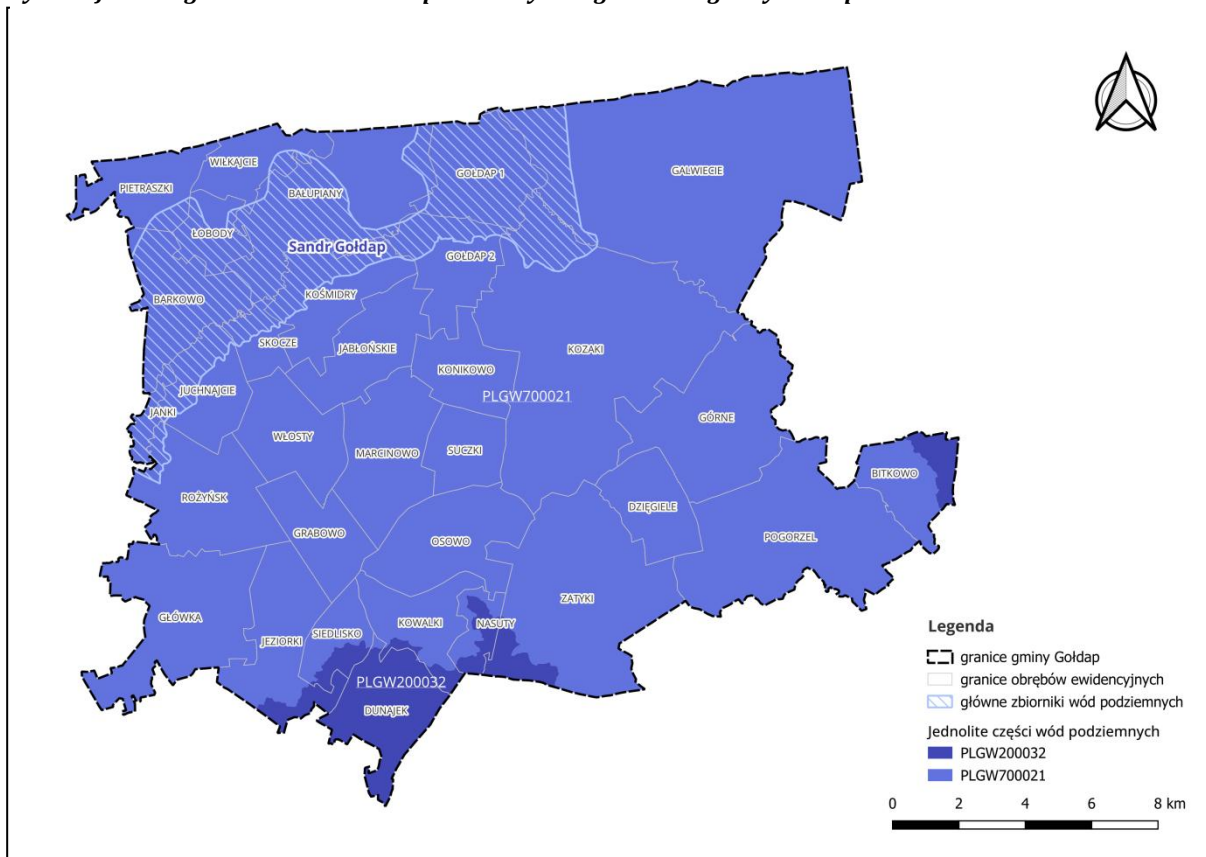 WIŁKAJCIE
GOŁDAP 1
GALWIECIE
PIETRASZKI
BAŁUPIANY
ŁOBODY
Sandr Gołdap
GOŁDAP 2
BARKOWO
KOŚMIDRY
SKOCZE
JABŁOŃSKIE
KOZAKI
KONIKOWO
JUCHNAJCIE
PLGW700021
JANKI
GÓRNE
WŁOSTY
MARCINOWO
SUCZKI
BITKOWO
ROŻYŃSK
DZIĘGIELE
GRABOWO
OSOWO
POGORZEL
ZATYKI
GŁÓWKA
KOWALKI
NASUTY
JEZIORKI
SIEDLISKO
PLGW200032
DUNAJEK
Legenda
granice gminy Gołdap
granice obrębów ewidencyjnych
główne zbiorniki wód podziemnych
Jednolite części wód podziemnych
PLGW200032
PLGW700021
0 2 4 6 8 km